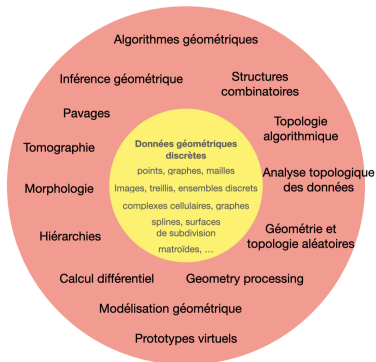 Algorithmes géométriques
Inférence géométrique
Structures
combinatoires
Pavages
Topologie
algorithmique
Tomographie
Données géométriques
discrètes
points, graphes, mailles
Analyse topologique
des données
Morphologie
Images, treillis, ensembles discrets
complexes cellulaires, graphes
splines, surfaces
de subdivision
matroïdes, ...
Hiérarchies
Géométrie et
topologie aléatoires
Calcul différentiel
Geometry processing
Modélisation géométrique
Prototypes virtuels